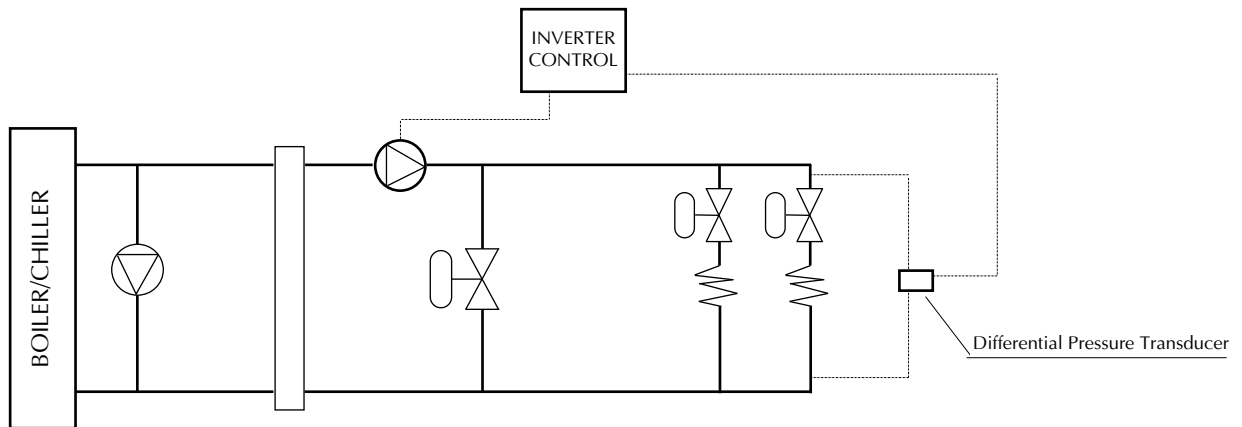 INVERTER
CONTROL
BOILER/CHILLER
Differential Pressure Transducer